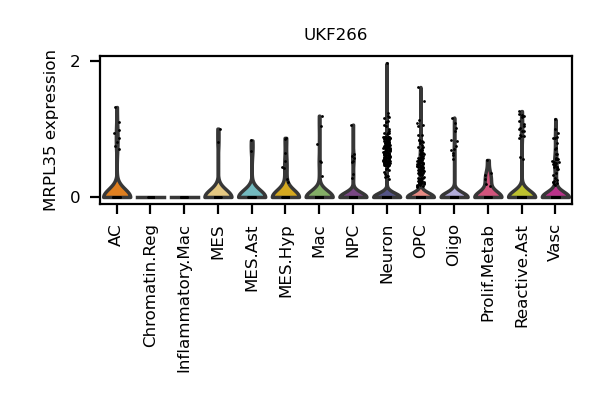 UKF266
MRPL35 expression
2
0
AC
Chromatin.Reg
Inflammatory.Mac
MES
MES.Ast
MES.Hyp
Mac
NPC
Neuron
OPC
Oligo
Prolif.Metab
Reactive.Ast
Vasc